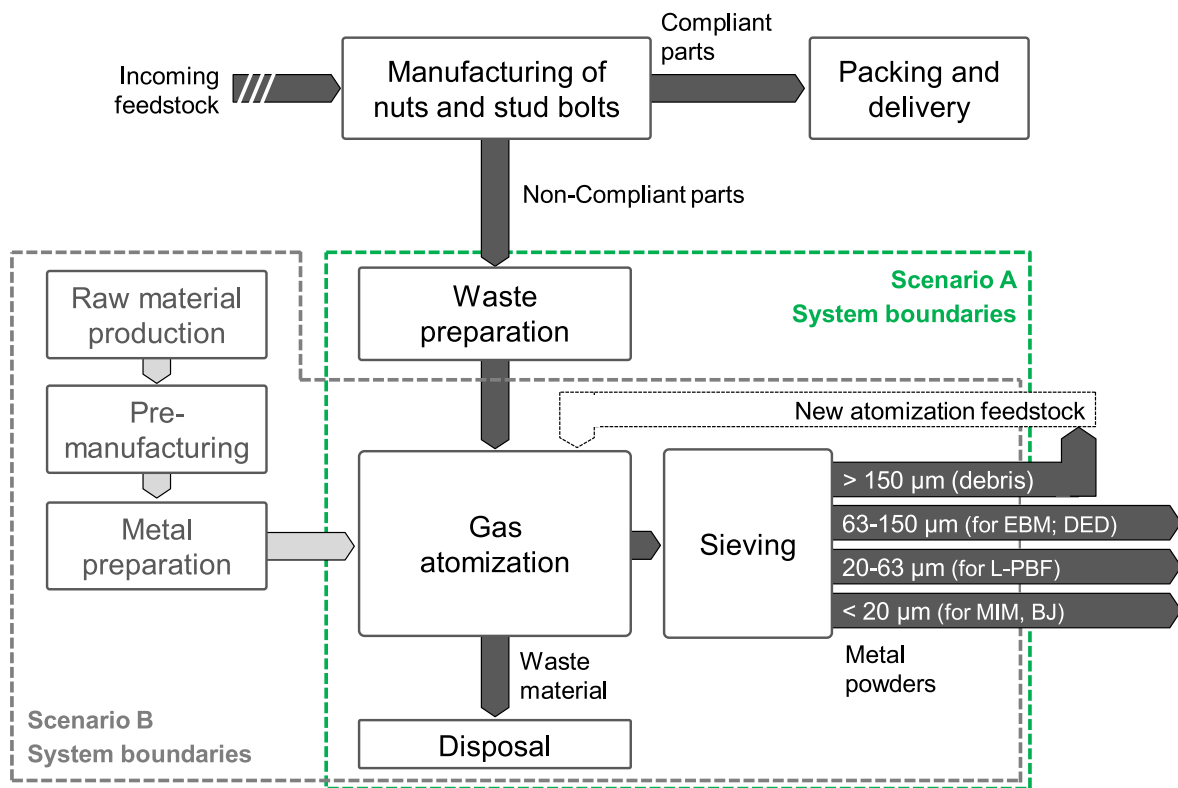 Incoming
feedstock
Manufacturing of
nuts and stud bolts
Compliant
parts
Packing and
delivery
Non-Compliant parts
Scenario A
System boundaries
Raw material
production
Waste
preparation
Pre-
manufacturing
New atomization feedstock
Metal
preparation
Gas
atomization
Sieving
> 150 µm (debris)
63-150 µm (for EBM; DED)
20-63 µm (for L-PBF)
< 20 µm (for MIM, BJ)
Metal
powders
Waste
material
Disposal
Scenario B
System boundaries